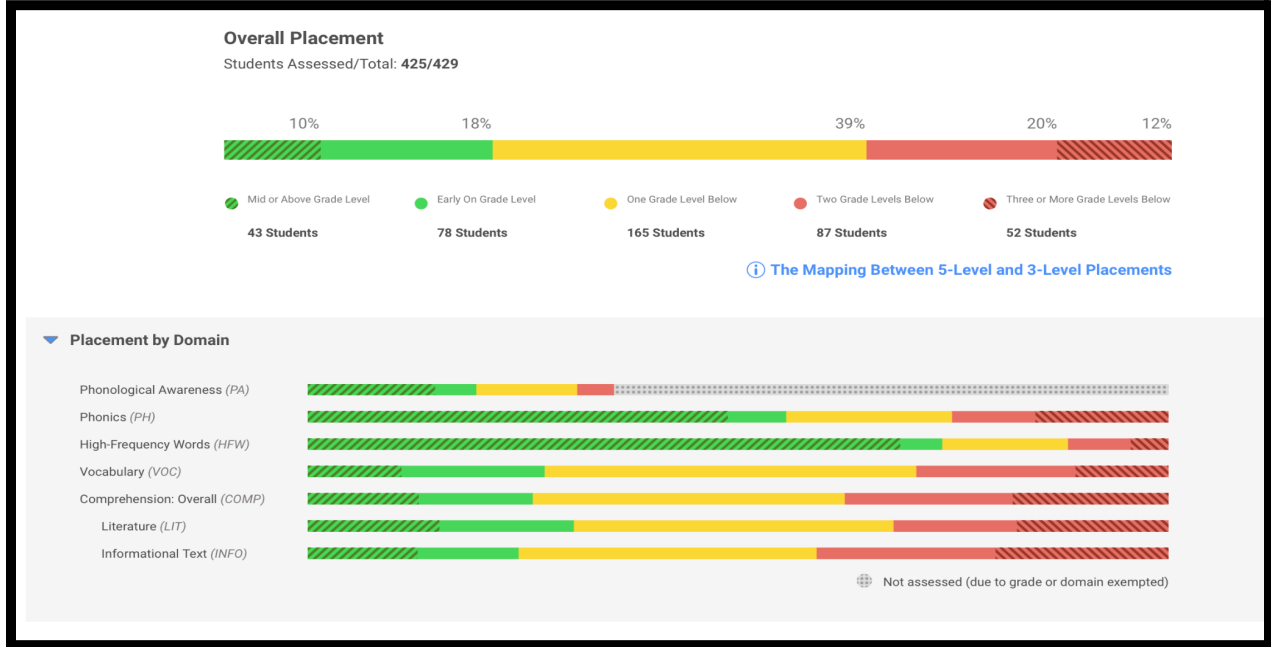 Overall Placement
Students Assessed/Total: 425/429
10% 18% 39% 20% 12%
Mid or Above Grade Level Early On Grade Level One Grade Level Below Two Grade Levels Below Three or More Grade Levels Below
43 Students 78 Students 165 Students 87 Students 52 Students
The Mapping Between 5-Level and 3-Level Placements
Placement by Domain
Phonological Awareness (PA)
Phonics (PH)
High-Frequency Words (HFW)
Vocabulary (VOC)
Comprehension: Overall (COMP)
Literature (LIT)
Informational Text (INFO)
Not assessed (due to grade or domain exempted)